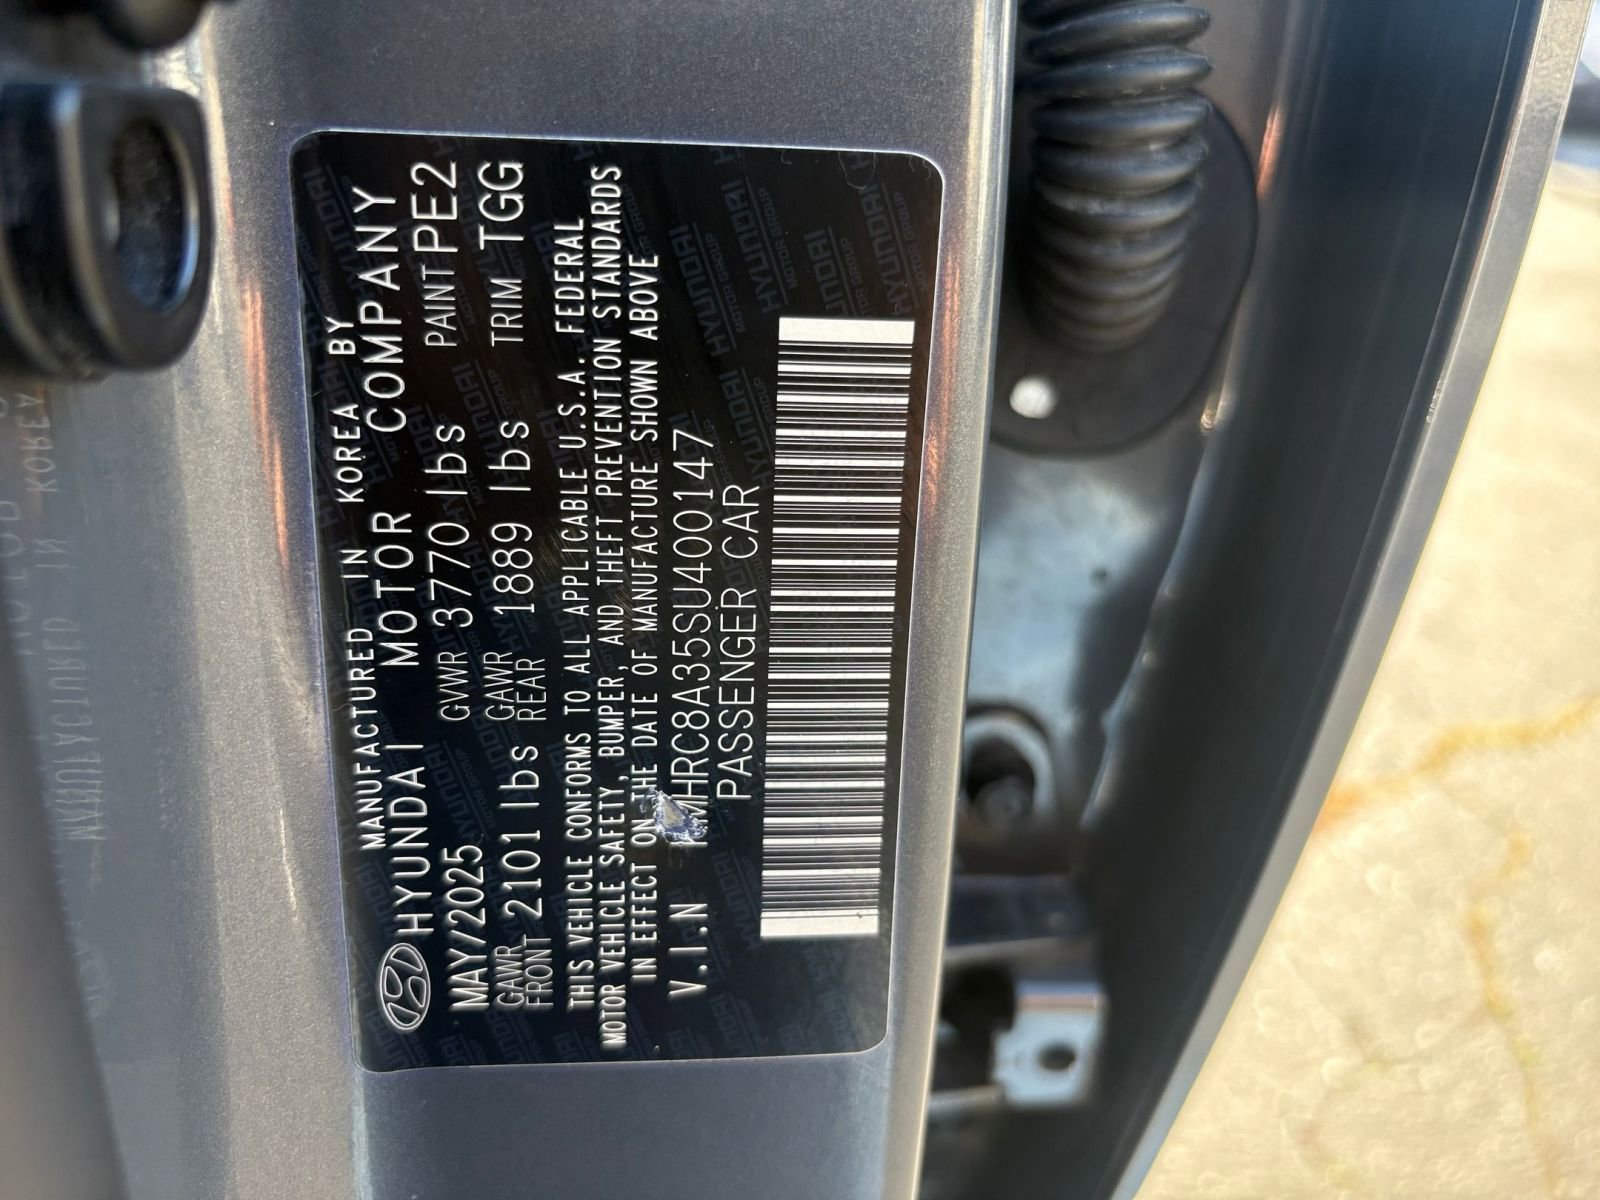 MANUFACTURED IN KOREA BY
HYUNDAI MOTOR COMPANY
MAY/2025 GVWR 3770 lbs PAINT PE2
GAWR FRONT 2101 lbs GAWR REAR 1889 lbs TRIM TGG
THIS VEHICLE CONFORMS TO ALL APPLICABLE U.S.A. FEDERAL
MOTOR VEHICLE SAFETY, BUMPER, AND THEFT PREVENTION STANDARDS
IN EFFECT ON THE DATE OF MANUFACTURE SHOWN ABOVE
V.I.N KMHRC8A35SU400147
PASSENGER CAR